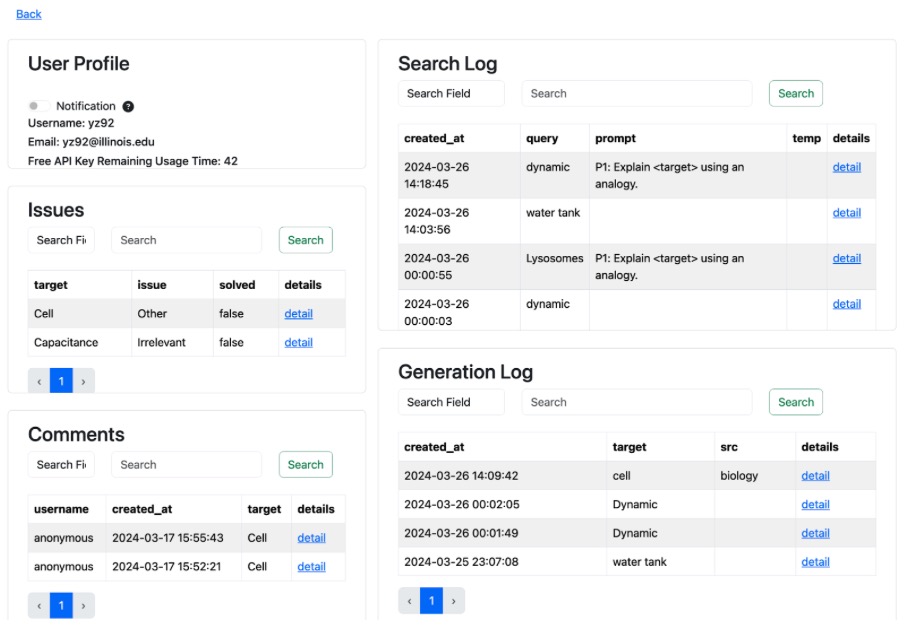 Back
User Profile
Notification ?
Username: yz92
Email: yz92@illinois.edu
Free API Key Remaining Usage Time: 42
Issues
Search Fi Search Search
target issue solved details
Cell Other false detail
Capacitance Irrelevant false detail
‹ 1 ›
Comments
Search Fi Search Search
username created_at target details
anonymous 2024-03-17 15:55:43 Cell detail
anonymous 2024-03-17 15:52:21 Cell detail
‹ 1 ›
Search Log
Search Field Search Search
created_at query prompt temp details
2024-03-26 dynamic P1: Explain <target> using an detail
14:18:45 analogy.
2024-03-26 water tank detail
14:03:56
2024-03-26 Lysosomes P1: Explain <target> using an detail
00:00:55 analogy.
2024-03-26 dynamic detail
00:00:03
Generation Log
Search Field Search Search
created_at target src details
2024-03-26 14:09:42 cell biology detail
2024-03-26 00:02:05 Dynamic detail
2024-03-26 00:01:49 Dynamic detail
2024-03-25 23:07:08 water tank detail
‹ 1 ›